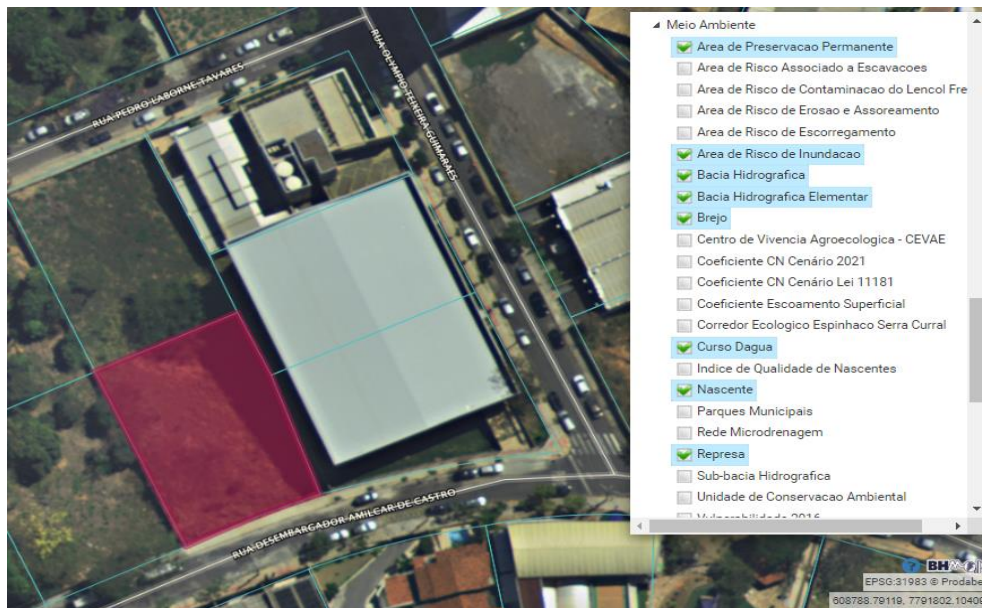 RUA PEDRO LABORNE TAVARES
RUA OLYMPIO TEIXEIRA GUIMARAES
RUA DESEMBARGADOR AMILCAR DE CASTRO
Meio Ambiente
Area de Preservacao Permanente
Area de Risco Associado a Escavacoes
Area de Risco de Contaminacao do Lencol Fre
Area de Risco de Erosao e Assoreamento
Area de Risco de Escorregamento
Area de Risco de Inundacao
Bacia Hidrografica
Bacia Hidrografica Elementar
Brejo
Centro de Vivencia Agroecologica - CEVAE
Coeficiente CN Cenário 2021
Coeficiente CN Cenário Lei 11181
Coeficiente Escoamento Superficial
Corredor Ecologico Espinhaco Serra Curral
Curso Dagua
Indice de Qualidade de Nascentes
Nascente
Parques Municipais
Rede Microdrenagem
Represa
Sub-bacia Hidrografica
Unidade de Conservacao Ambiental
Vulnerabilidade 2016
BH
EPSG:31983 © Prodabe
608788.79119, 7791802.10409